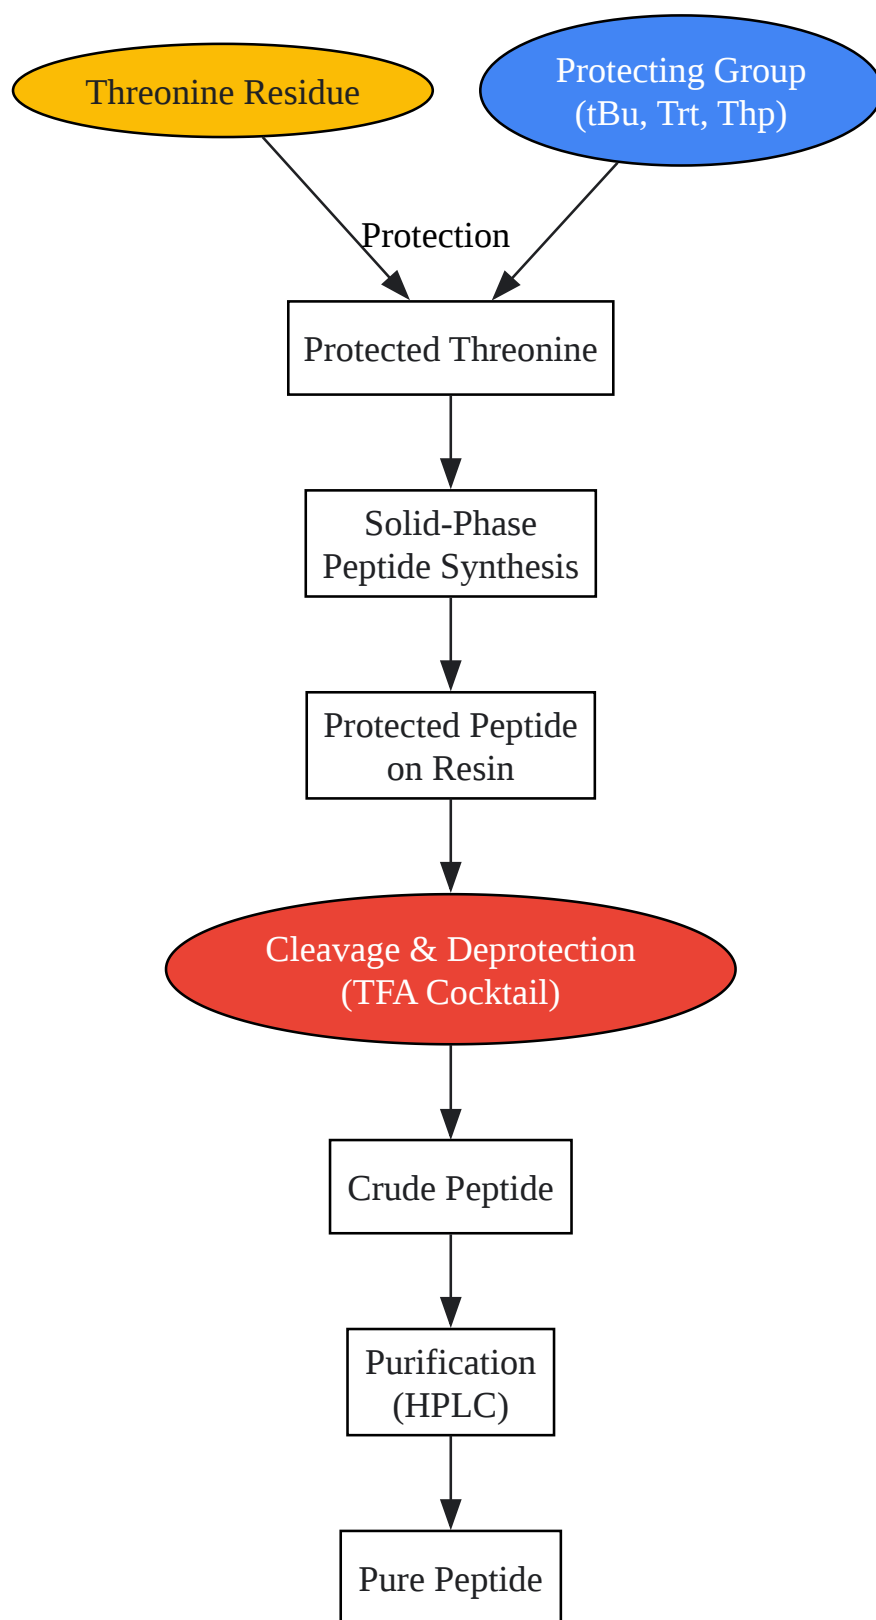 Threonine Residue
Protecting Group
(tBu, Trt, Thp)
Protection
Protected Threonine
Solid-Phase
Peptide Synthesis
Protected Peptide
on Resin
Cleavage & Deprotection
(TFA Cocktail)
Crude Peptide
Purification
(HPLC)
Pure Peptide